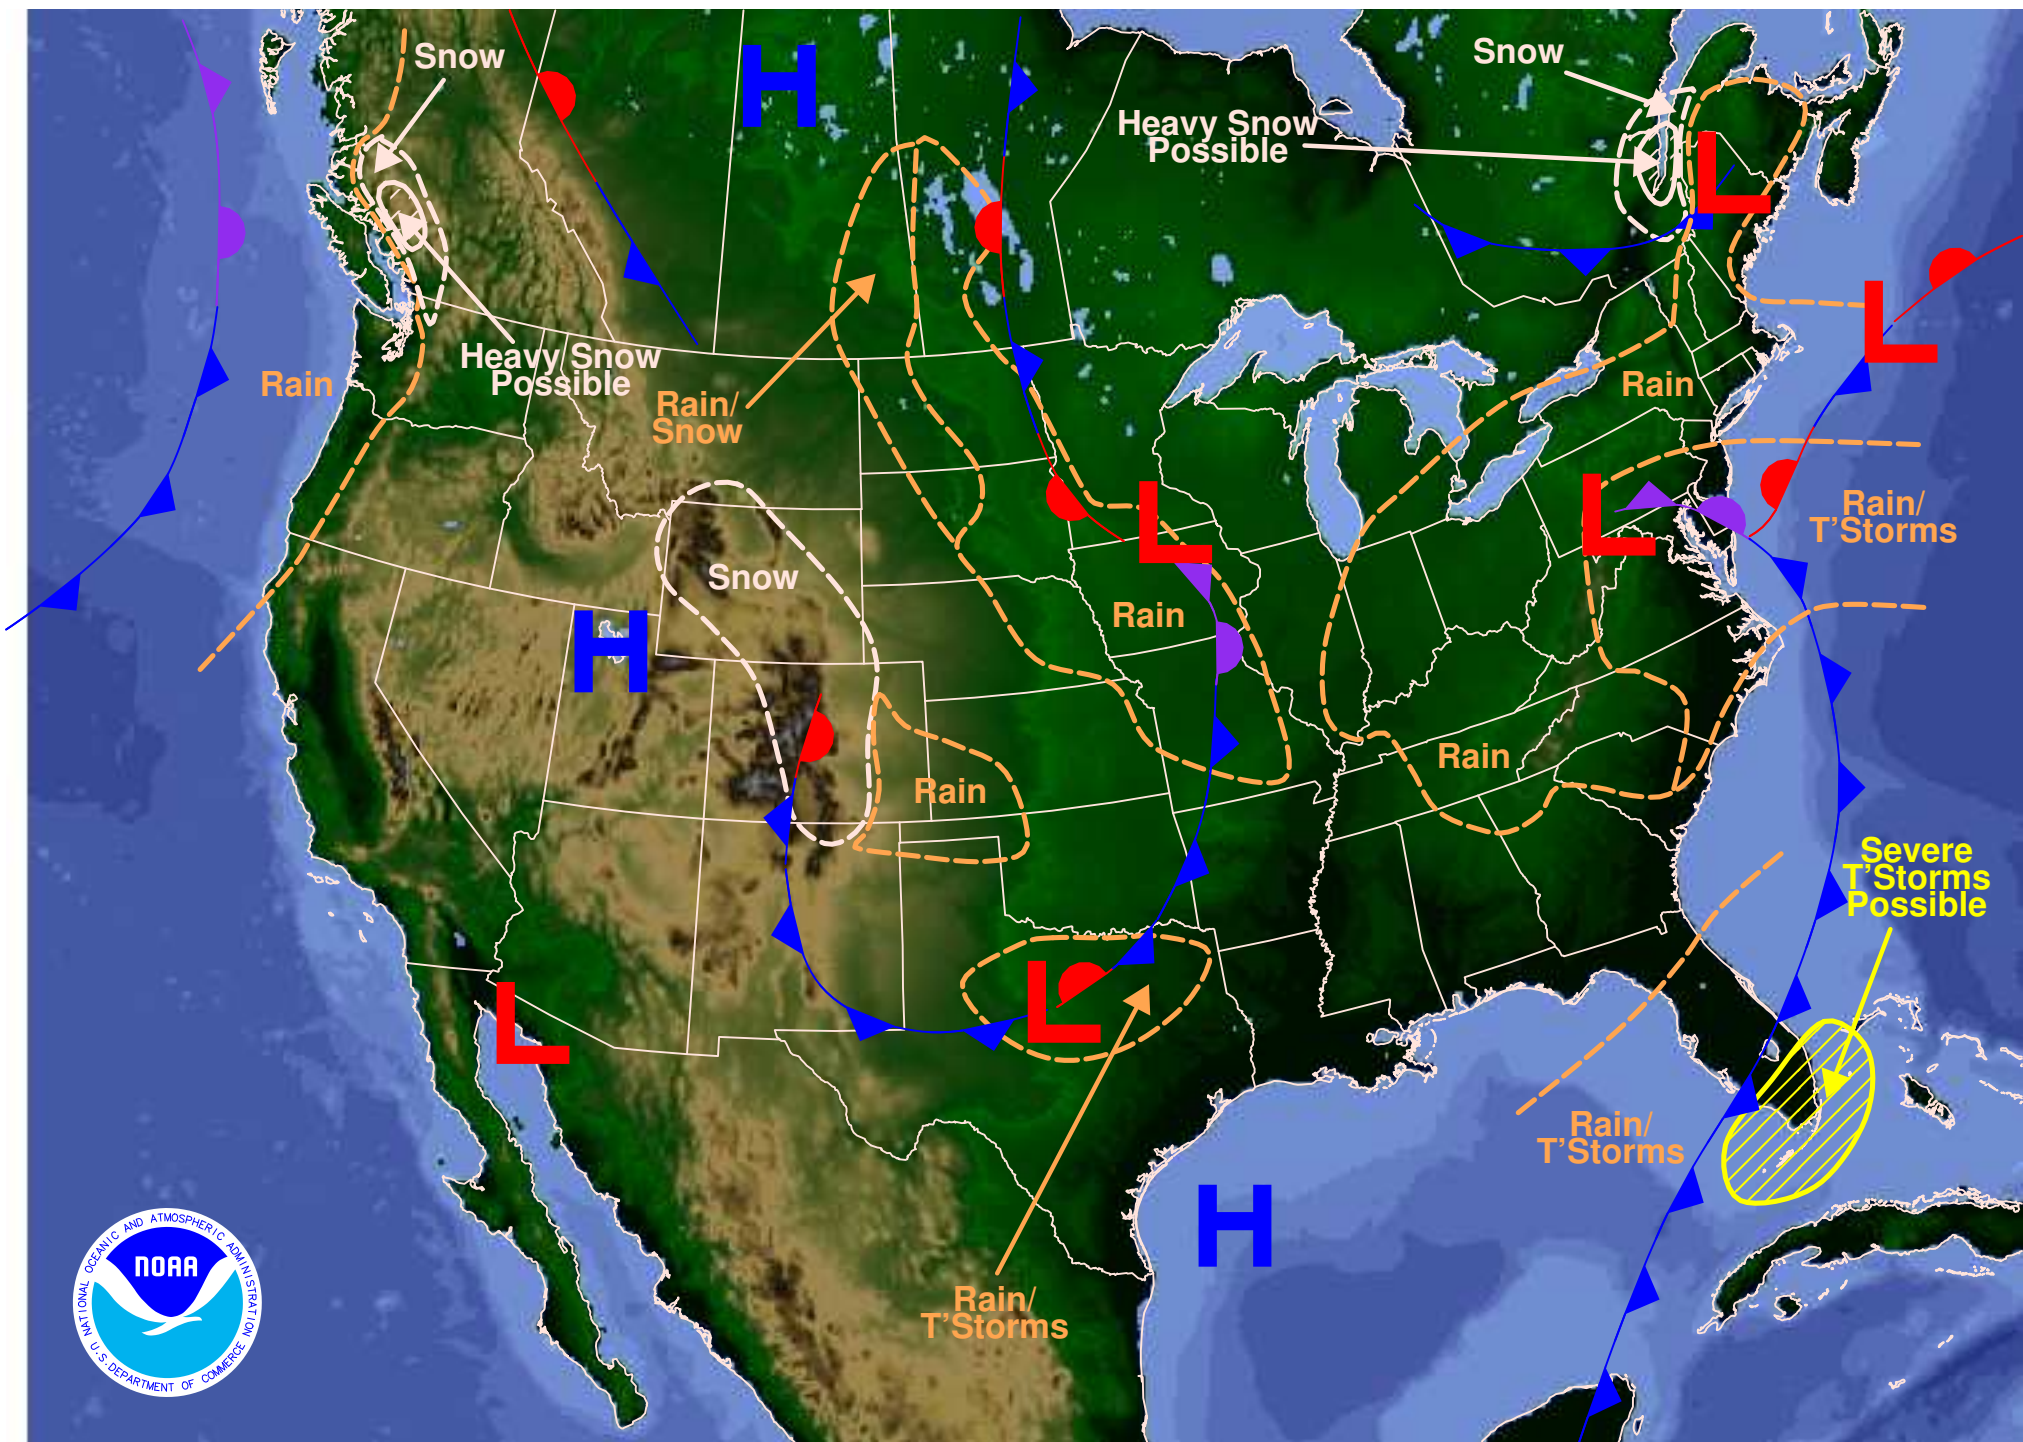 Snow
Snow
H
Heavy Snow
Possible
L
L
Heavy Snow
Possible
Rain
Rain
Rain/
Snow
Rain/
T'Storms
L
L
Snow
Rain
H
Rain
Rain
Severe
T'Storms
Possible
L
L
Rain/
T'Storms
H
Rain/
T'Storms
NATIONAL OCEANIC AND ATMOSPHERIC ADMINISTRATION
NOAA
U.S. DEPARTMENT OF COMMERCE